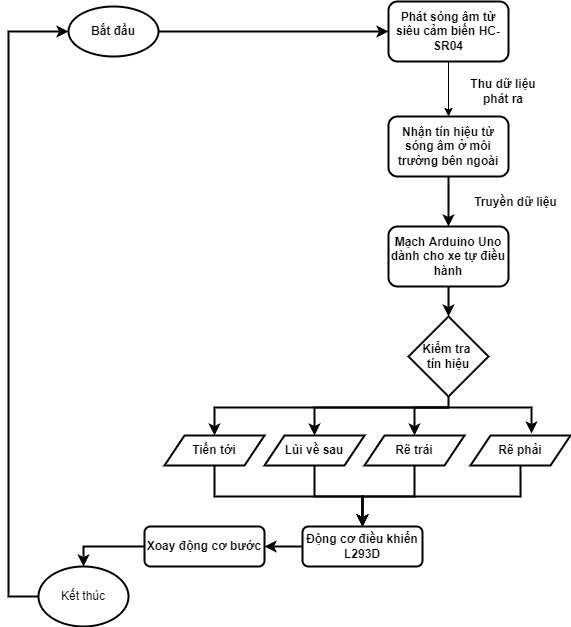 Bắt đầu
Phát sóng âm từ
siêu cảm biến HC-
SR04
Thu dữ liệu
phát ra
Nhận tín hiệu từ
sóng âm ở môi
trường bên ngoài
Truyền dữ liệu
Mạch Arduino Uno
dành cho xe tự điều
hành
Kiểm tra
tín hiệu
Tiến tới
Lùi về sau
Rẽ trái
Rẽ phải
Động cơ điều khiển
L293D
Xoay động cơ bước
Kết thúc